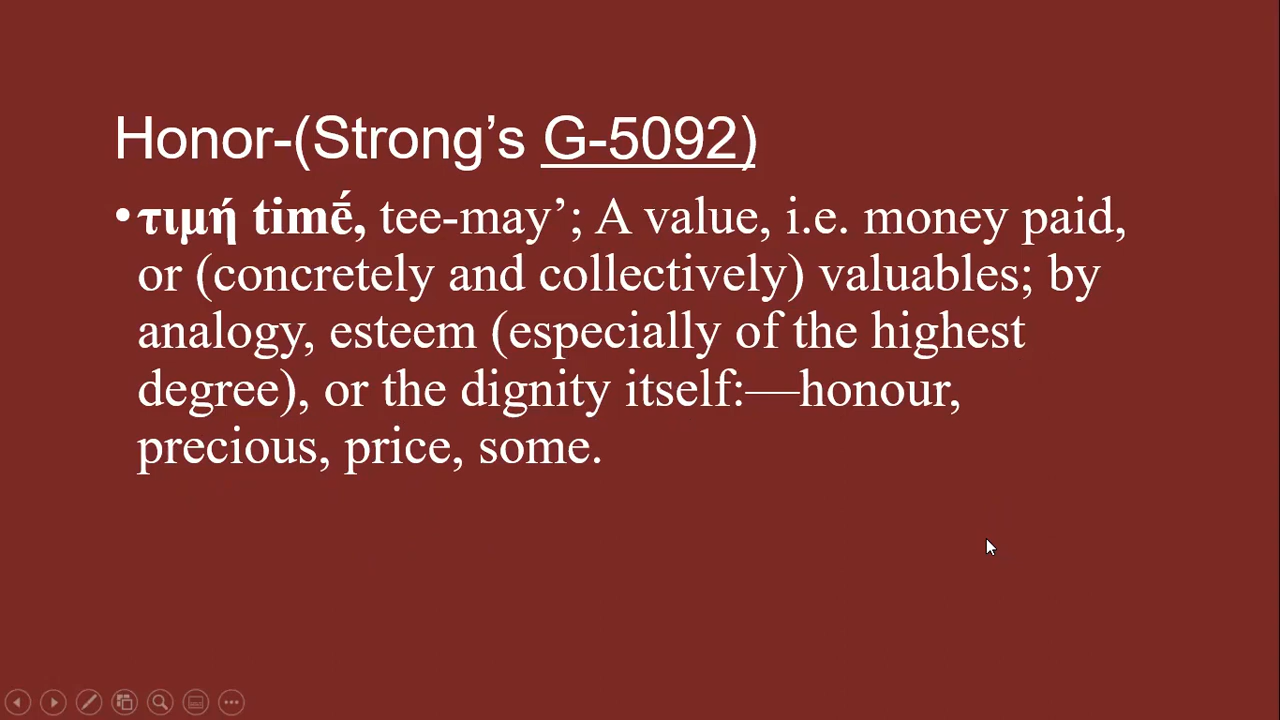 Honor-(Strong’s G-5092)
•τιμή timḗ, tee-may’; A value, i.e. money paid,
or (concretely and collectively) valuables; by
analogy, esteem (especially of the highest
degree), or the dignity itself:—honour,
precious, price, some.